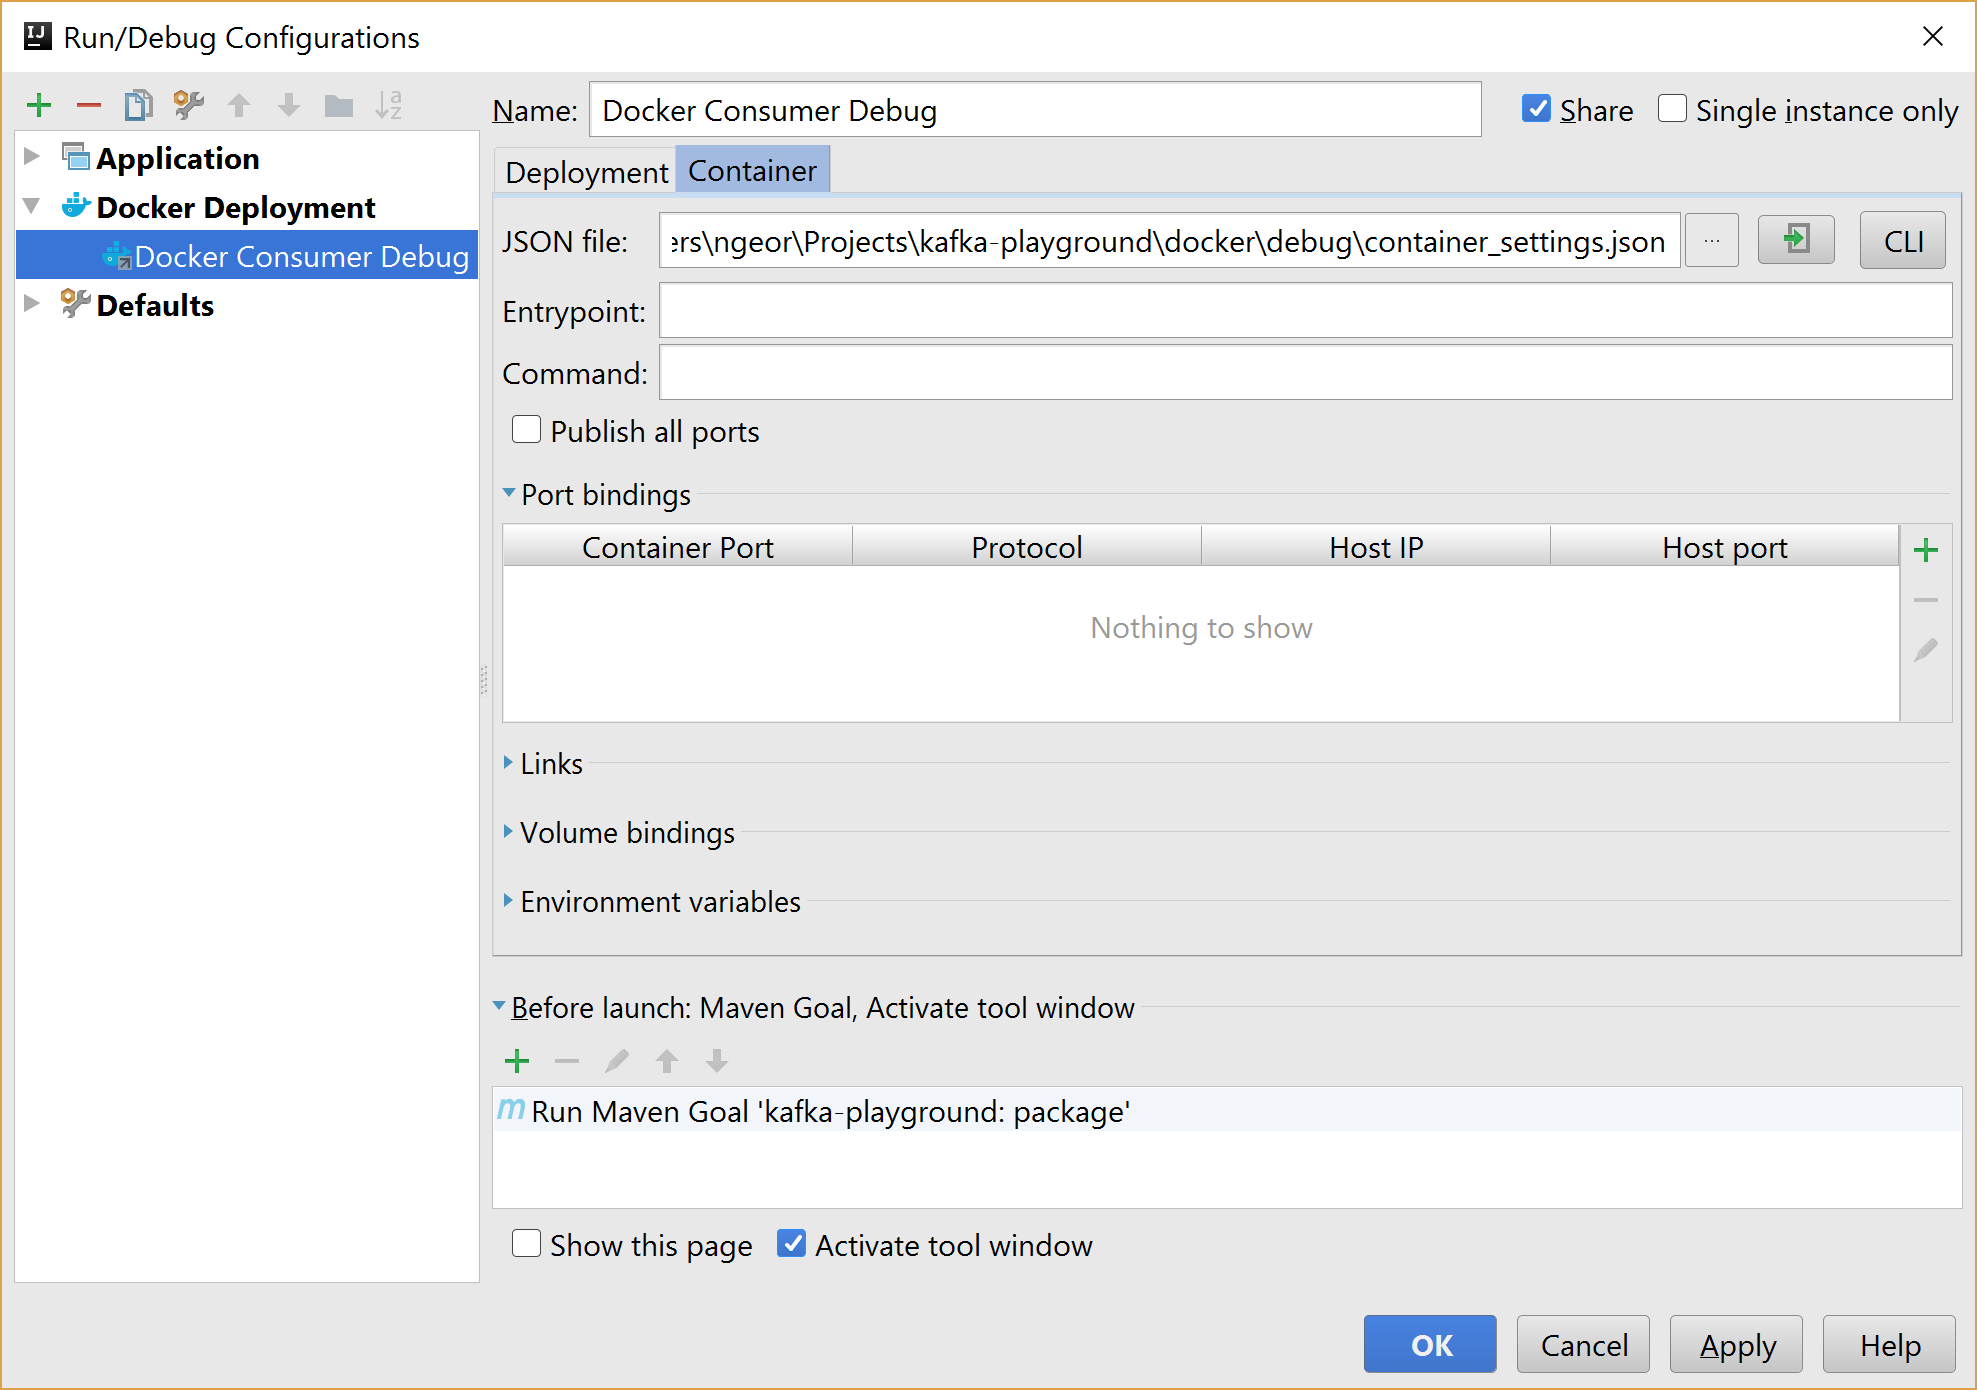 Run/Debug Configurations
Name: Docker Consumer Debug Share Single instance only
Application
Docker Deployment
Docker Consumer Debug
Defaults
Deployment Container
JSON file: ers\ngeor\Projects\kafka-playground\docker\debug\container_settings.json ... CLI
Entrypoint:
Command:
Publish all ports
Port bindings
Container Port Protocol Host IP Host port
Nothing to show
Links
Volume bindings
Environment variables
Before launch: Maven Goal, Activate tool window
m Run Maven Goal 'kafka-playground: package'
Show this page Activate tool window
OK Cancel Apply Help